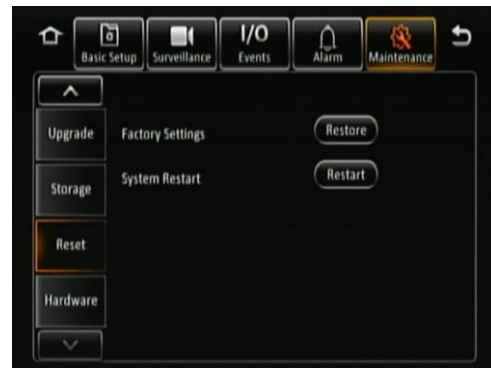 Basic Setup
Surveillance
I/O
Events
Alarm
Maintenance
Upgrade
Factory Settings
Restore
Storage
System Restart
Restart
Reset
Hardware